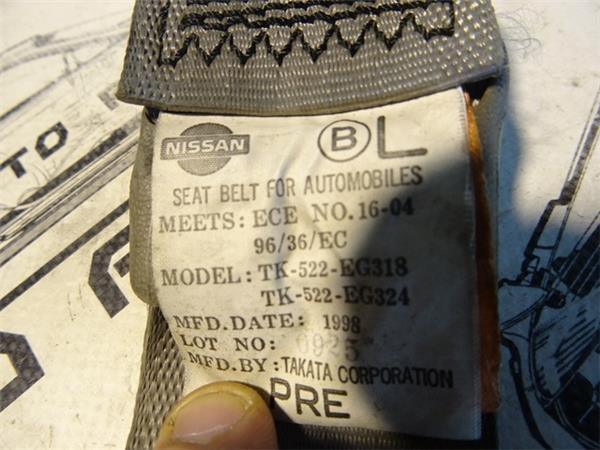 NISSAN Ⓑ L
SEAT BELT FOR AUTOMOBILES
MEETS: ECE NO.16-04
96/36/EC
MODEL: TK-522-EG318
TK-522-EG324
MFD.DATE: 1998
LOT NO: 0925
MFD.BY: TAKATA CORPORATION
PRE